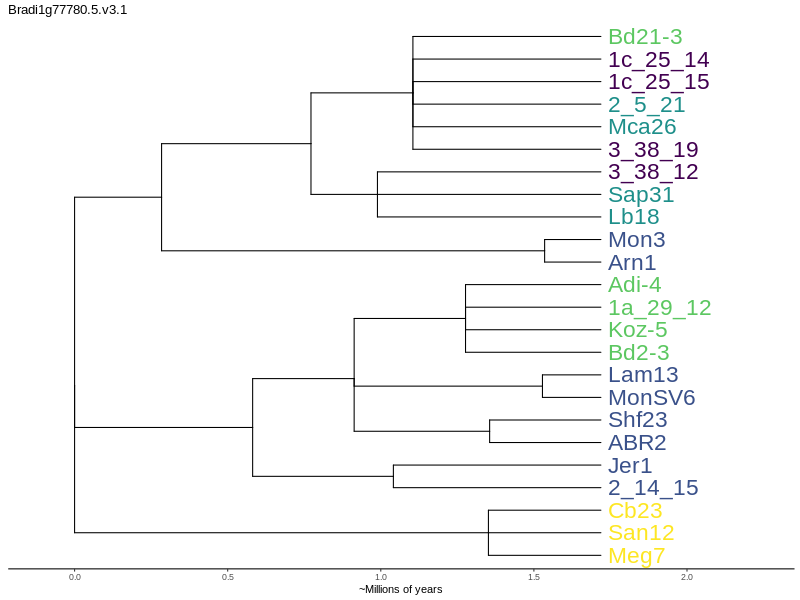 Bradi1g77780.5.v3.1
Bd21-3
1c_25_14
1c_25_15
2_5_21
Mca26
3_38_19
3_38_12
Sap31
Lb18
Mon3
Arn1
Adi-4
1a_29_12
Koz-5
Bd2-3
Lam13
MonSV6
Shf23
ABR2
Jer1
2_14_15
Cb23
San12
Meg7
0.0 0.5 1.0 1.5 2.0
~Millions of years